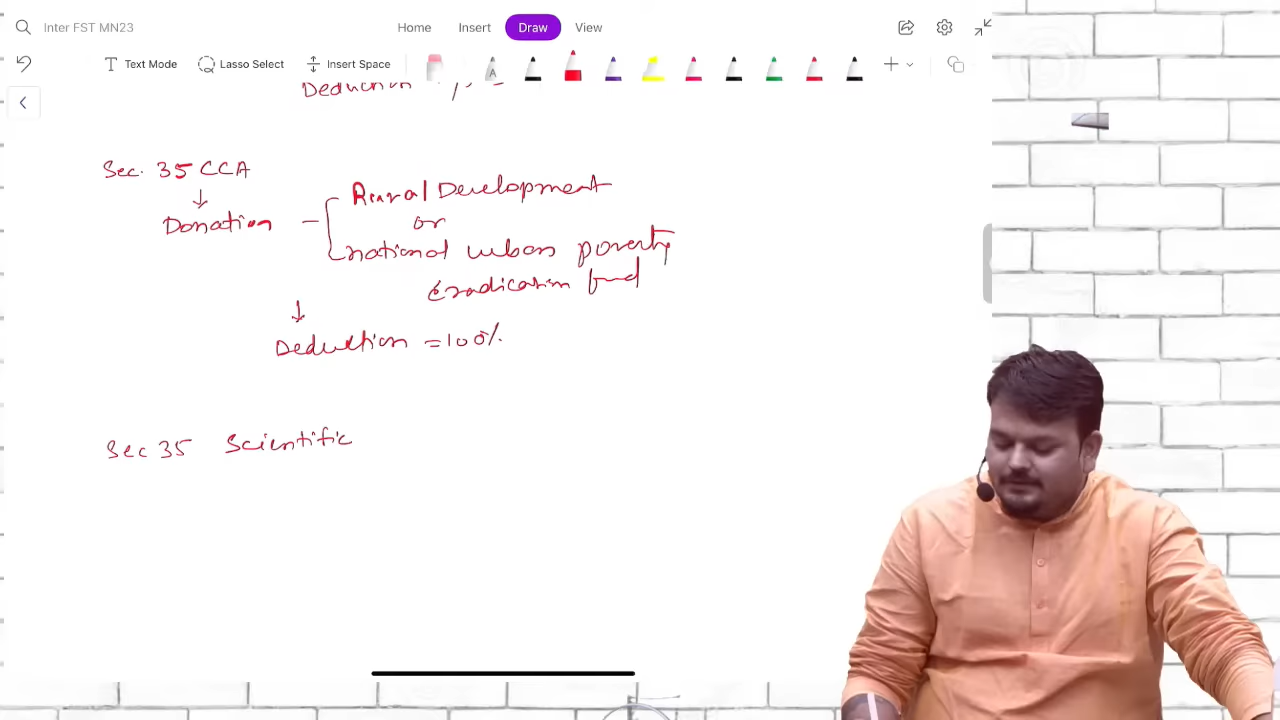 Inter FST MN23
Home Insert Draw View
Text Mode Lasso Select Insert Space
Deduction
Sec. 35 CCA
Rural Development
Donation
or
national urban poverty
eradication fund
Deduction = 100%
Sec 35 Scientific